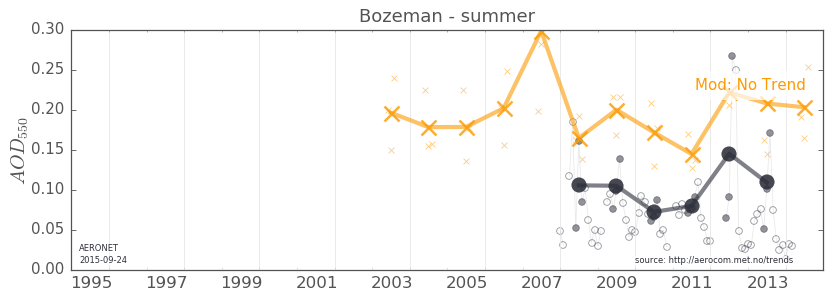 Bozeman - summer
0.30
0.25
0.20
0.15
0.10
0.05
0.00
AOD550
Mod: No Trend
AERONET
2015-09-24
source: http://aerocom.met.no/trends
1995 1997 1999 2001 2003 2005 2007 2009 2011 2013